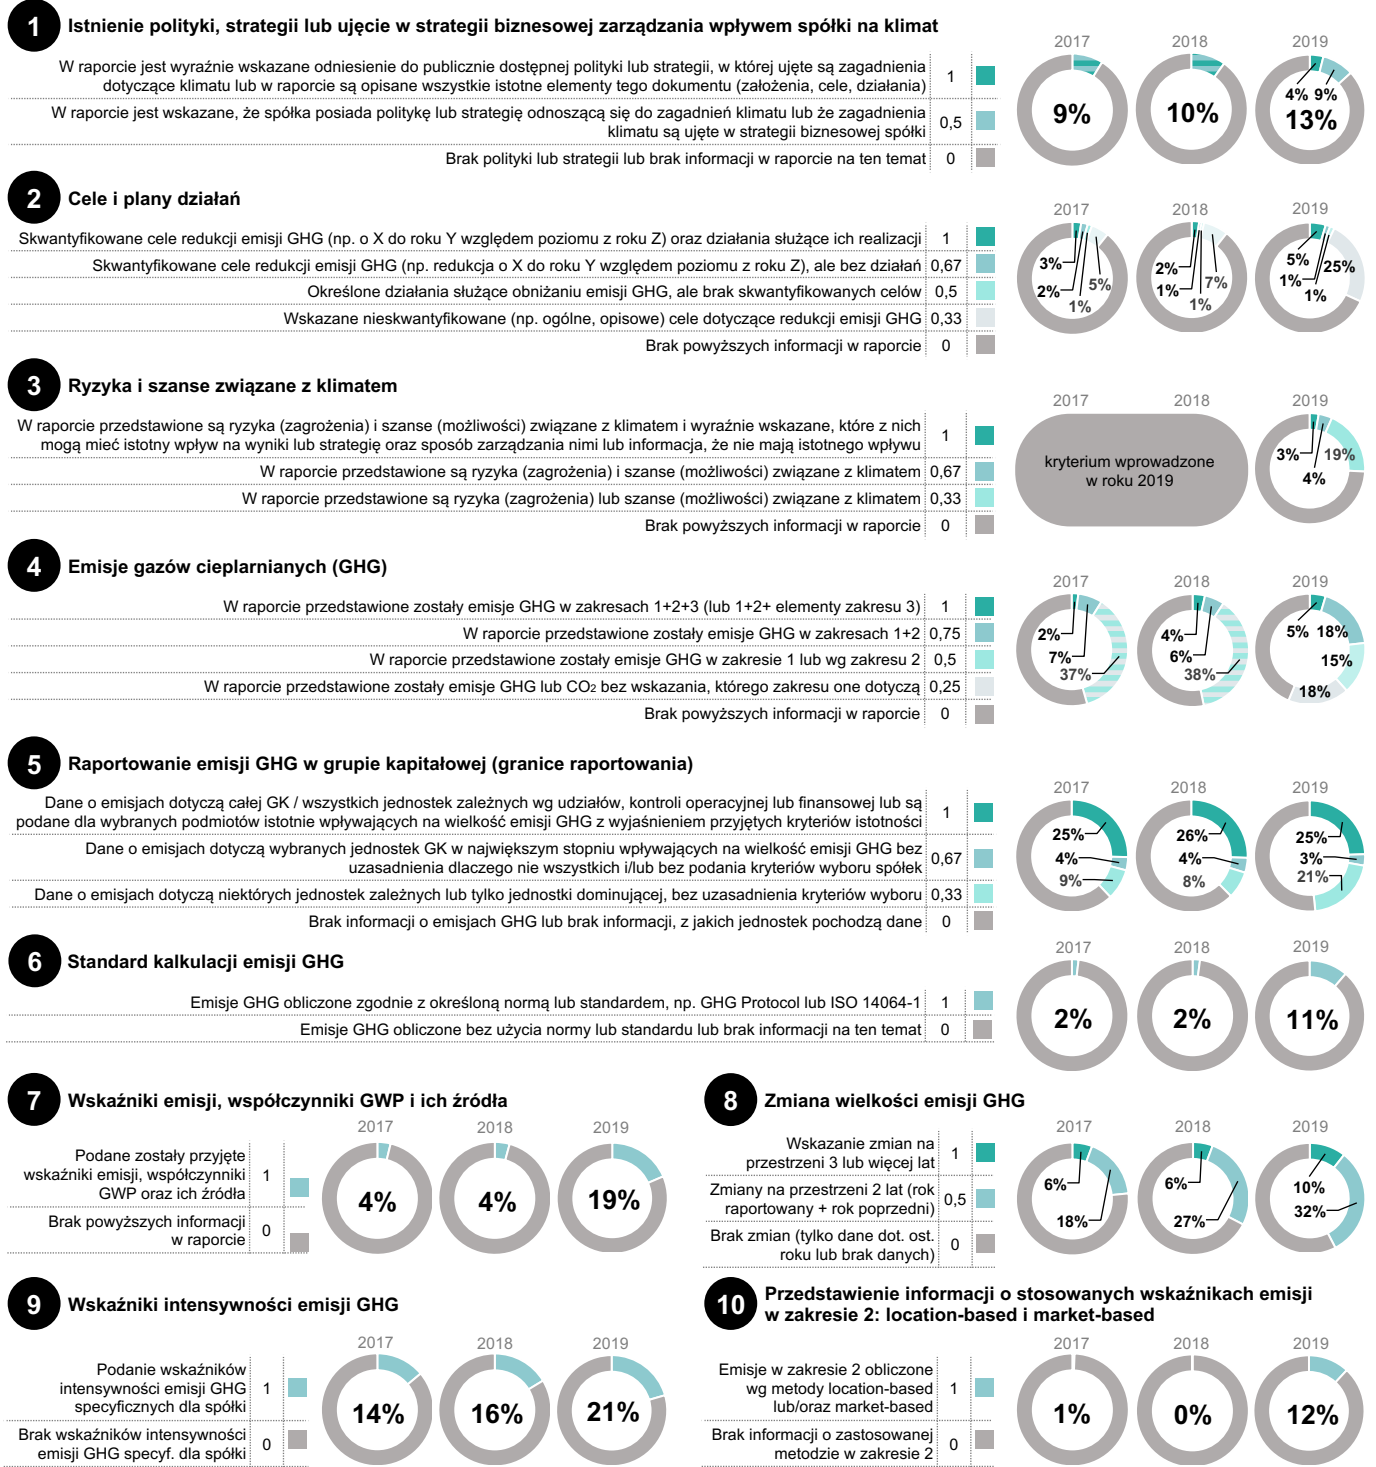 1 Istnienie polityki, strategii lub ujęcie w strategii biznesowej zarządzania wpływem spółki na klimat
2017 2018 2019
W raporcie jest wyraźnie wskazane odniesienie do publicznie dostępnej polityki lub strategii, w której ujęte są zagadnienia
dotyczące klimatu lub w raporcie są opisane wszystkie istotne elementy tego dokumentu (założenia, cele, działania)
1
W raporcie jest wskazane, że spółka posiada politykę lub strategię odnoszącą się do zagadnień klimatu lub że zagadnienia
klimatu są ujęte w strategii biznesowej spółki
0,5
Brak polityki lub strategii lub brak informacji w raporcie na ten temat 0
9%
10%
4% 9%
13%
2 Cele i plany działań
2017 2018 2019
Skwantyfikowane cele redukcji emisji GHG (np. o X do roku Y względem poziomu z roku Z) oraz działania służące ich realizacji 1
Skwantyfikowane cele redukcji emisji GHG (np. redukcja o X do roku Y względem poziomu z roku Z), ale bez działań 0,67
Określone działania służące obniżaniu emisji GHG, ale brak skwantyfikowanych celów 0,5
Wskazane nieskwantyfikowane (np. ogólne, opisowe) cele dotyczące redukcji emisji GHG 0,33
Brak powyższych informacji w raporcie 0
3%
2%
1%
5%
2%
1%
1%
7%
5%
1%
1%
25%
3 Ryzyka i szanse związane z klimatem
2017 2018 2019
W raporcie przedstawione są ryzyka (zagrożenia) i szanse (możliwości) związane z klimatem i wyraźnie wskazane, które z nich
mogą mieć istotny wpływ na wyniki lub strategię oraz sposób zarządzania nimi lub informacja, że nie mają istotnego wpływu
1
W raporcie przedstawione są ryzyka (zagrożenia) i szanse (możliwości) związane z klimatem 0,67
W raporcie przedstawione są ryzyka (zagrożenia) lub szanse (możliwości) związane z klimatem 0,33
Brak powyższych informacji w raporcie 0
kryterium wprowadzone
w roku 2019
3%
4%
19%
4 Emisje gazów cieplarnianych (GHG)
2017 2018 2019
W raporcie przedstawione zostały emisje GHG w zakresach 1+2+3 (lub 1+2+ elementy zakresu 3) 1
W raporcie przedstawione zostały emisje GHG w zakresach 1+2 0,75
W raporcie przedstawione zostały emisje GHG w zakresie 1 lub wg zakresu 2 0,5
W raporcie przedstawione zostały emisje GHG lub CO2 bez wskazania, którego zakresu one dotyczą 0,25
Brak powyższych informacji w raporcie 0
2%
7%
37%
4%
6%
38%
5% 18%
15%
18%
5 Raportowanie emisji GHG w grupie kapitałowej (granice raportowania)
2017 2018 2019
Dane o emisjach dotyczą całej GK / wszystkich jednostek zależnych wg udziałów, kontroli operacyjnej lub finansowej lub są
podane dla wybranych podmiotów istotnie wpływających na wielkość emisji GHG z wyjaśnieniem przyjętych kryteriów istotności
1
Dane o emisjach dotyczą wybranych jednostek GK w największym stopniu wpływających na wielkość emisji GHG bez
uzasadnienia dlaczego nie wszystkich i/lub bez podania kryteriów wyboru spółek
0,67
Dane o emisjach dotyczą niektórych jednostek zależnych lub tylko jednostki dominującej, bez uzasadnienia kryteriów wyboru 0,33
Brak informacji o emisjach GHG lub brak informacji, z jakich jednostek pochodzą dane 0
25%
4%
9%
26%
4%
8%
25%
3%
21%
6 Standard kalkulacji emisji GHG
2017 2018 2019
Emisje GHG obliczone zgodnie z określoną normą lub standardem, np. GHG Protocol lub ISO 14064-1 1
Emisje GHG obliczone bez użycia normy lub standardu lub brak informacji na ten temat 0
2%
2%
11%
7 Wskaźniki emisji, współczynniki GWP i ich źródła
2017 2018 2019
Podane zostały przyjęte
wskaźniki emisji, współczynniki
GWP oraz ich źródła
1
Brak powyższych informacji
w raporcie
0
4%
4%
19%
8 Zmiana wielkości emisji GHG
2017 2018 2019
Wskazanie zmian na
przestrzeni 3 lub więcej lat
1
Zmiany na przestrzeni 2 lat (rok
raportowany + rok poprzedni)
0,5
Brak zmian (tylko dane dot. ost.
roku lub brak danych)
0
6%
18%
6%
27%
10%
32%
9 Wskaźniki intensywności emisji GHG
2017 2018 2019
Podanie wskaźników
intensywności emisji GHG
specyficznych dla spółki
1
Brak wskaźników intensywności
emisji GHG specyf. dla spółki
0
14%
16%
21%
10 Przedstawienie informacji o stosowanych wskaźnikach emisji
w zakresie 2: location-based i market-based
2017 2018 2019
Emisje w zakresie 2 obliczone
wg metody location-based
lub/oraz market-based
1
Brak informacji o zastosowanej
metodzie w zakresie 2
0
1%
0%
12%